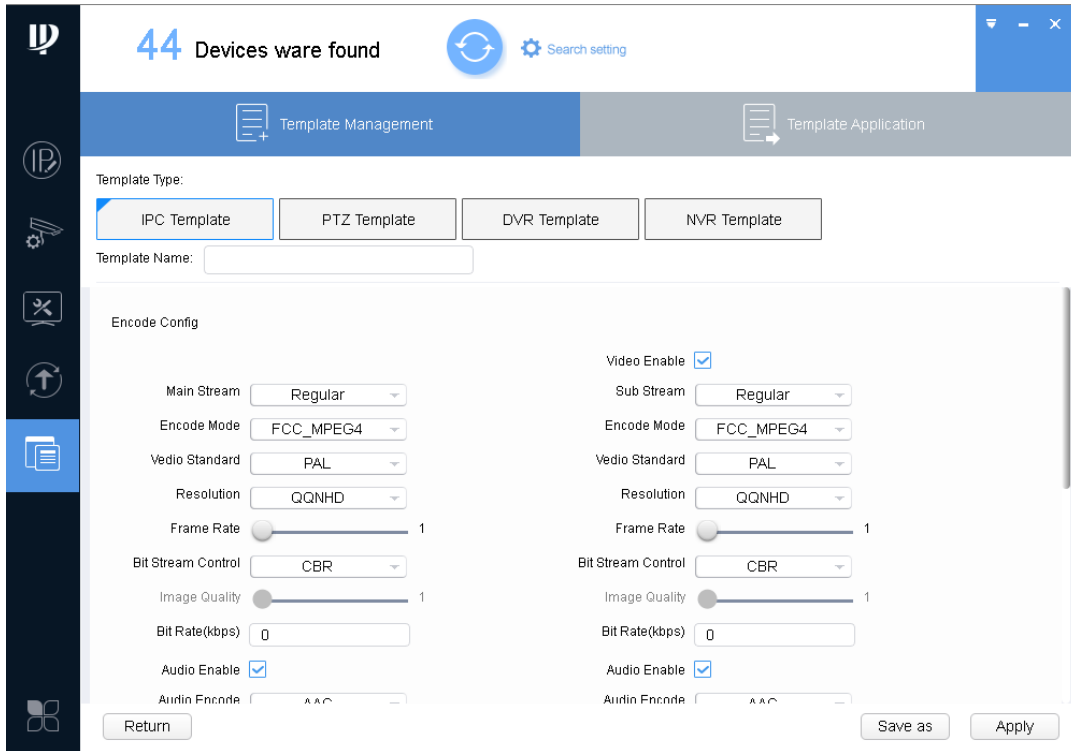 44 Devices ware found
Search setting
Template Management
Template Application
Template Type:
IPC Template PTZ Template DVR Template NVR Template
Template Name:
Encode Config
Video Enable
Main Stream Regular Sub Stream Regular
Encode Mode FCC_MPEG4 Encode Mode FCC_MPEG4
Vedio Standard PAL Vedio Standard PAL
Resolution QQNHD Resolution QQNHD
Frame Rate 1 Frame Rate 1
Bit Stream Control CBR Bit Stream Control CBR
Image Quality 1 Image Quality 1
Bit Rate(kbps) 0 Bit Rate(kbps) 0
Audio Enable Audio Enable
Audio Encode AAC Audio Encode AAC
Return Save as Apply